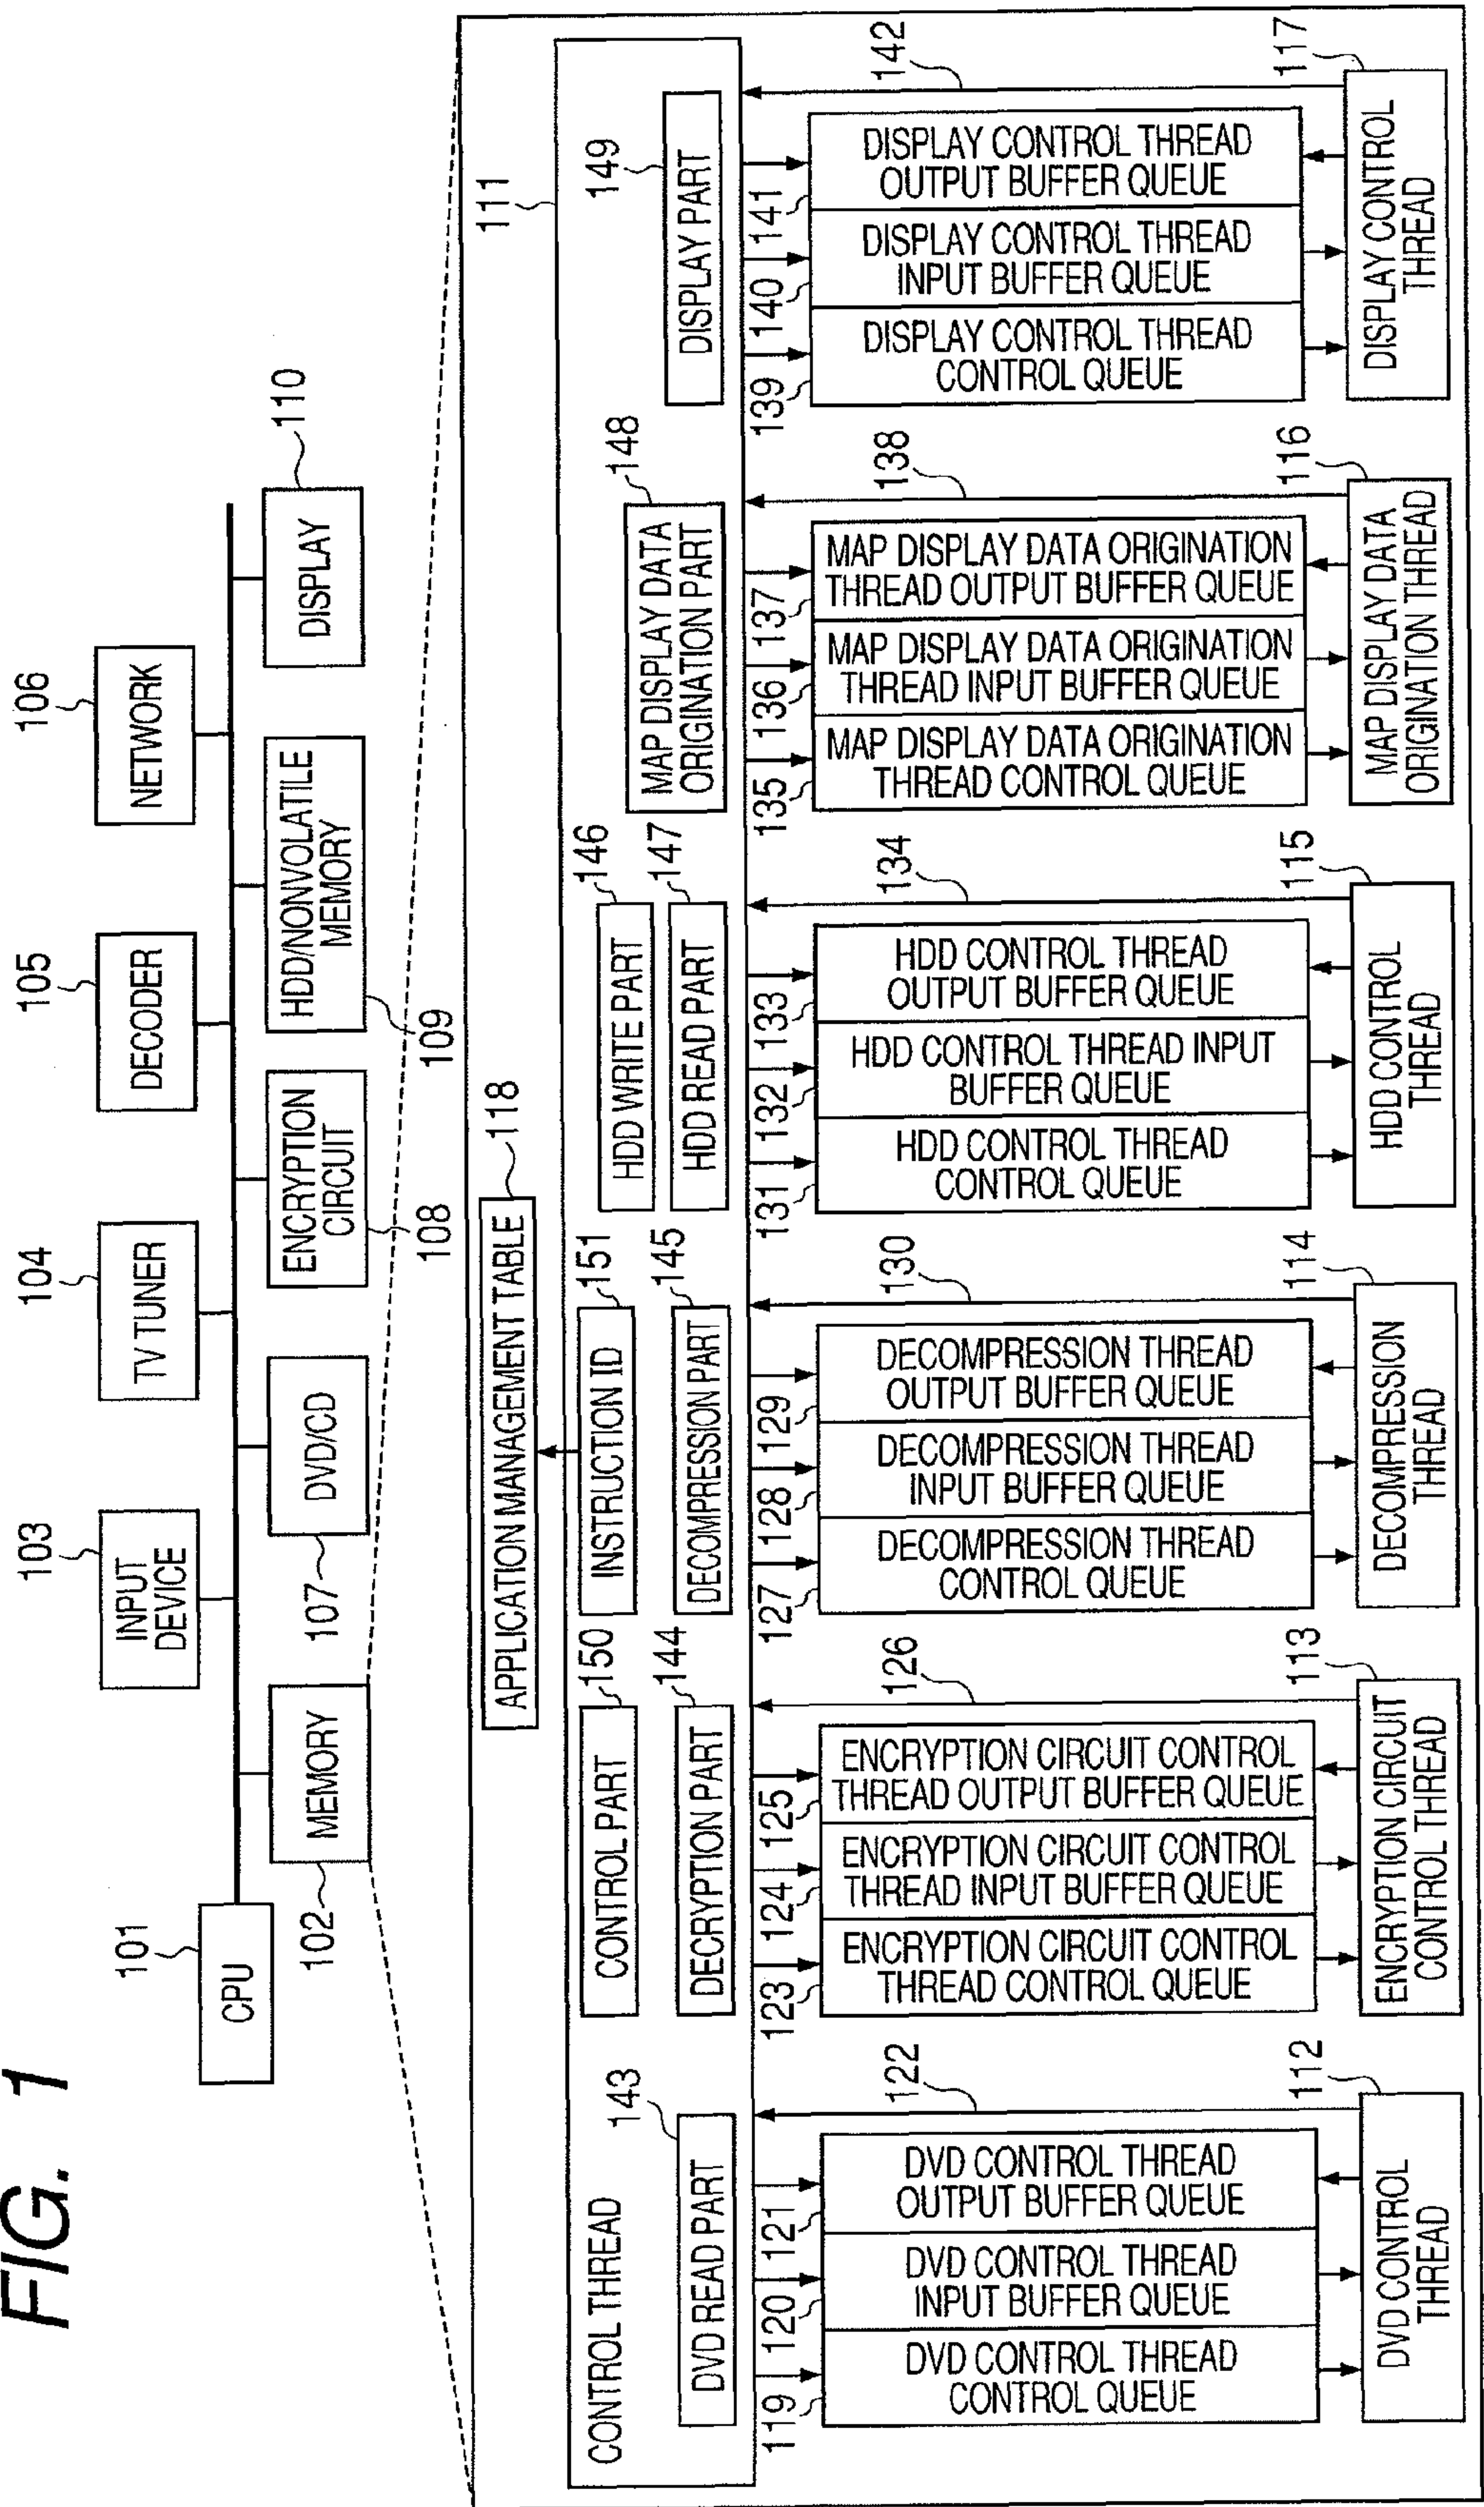 FIG. 1
101
CPU
103
INPUT
DEVICE
104
TV TUNER
105
DECODER
106
NETWORK
MEMORY
102
DVD/CD
107
ENCRYPTION
CIRCUIT
108
HDD/NONVOLATILE
MEMORY
109
DISPLAY
110
111
APPLICATION MANAGEMENT TABLE
118
CONTROL THREAD
CONTROL PART
150
INSTRUCTION ID
151
HDD WRITE PART
146
DVD READ PART
143
DECRYPTION PART
144
DECOMPRESSION PART
145
HDD READ PART
147
MAP DISPLAY DATA
ORIGINATION PART
148
DISPLAY PART
149
119
120
121
122
DVD CONTROL THREAD
CONTROL QUEUE
DVD CONTROL THREAD
INPUT BUFFER QUEUE
DVD CONTROL THREAD
OUTPUT BUFFER QUEUE
DVD CONTROL
THREAD
112
123
124
125
126
ENCRYPTION CIRCUIT CONTROL
THREAD CONTROL QUEUE
ENCRYPTION CIRCUIT CONTROL
THREAD INPUT BUFFER QUEUE
ENCRYPTION CIRCUIT CONTROL
THREAD OUTPUT BUFFER QUEUE
ENCRYPTION CIRCUIT
CONTROL THREAD
113
127
128
129
130
DECOMPRESSION THREAD
CONTROL QUEUE
DECOMPRESSION THREAD
INPUT BUFFER QUEUE
DECOMPRESSION THREAD
OUTPUT BUFFER QUEUE
DECOMPRESSION
THREAD
114
131
132
133
134
HDD CONTROL THREAD
CONTROL QUEUE
HDD CONTROL THREAD INPUT
BUFFER QUEUE
HDD CONTROL THREAD
OUTPUT BUFFER QUEUE
HDD CONTROL
THREAD
115
135
136
137
138
MAP DISPLAY DATA ORIGINATION
THREAD CONTROL QUEUE
MAP DISPLAY DATA ORIGINATION
THREAD INPUT BUFFER QUEUE
MAP DISPLAY DATA ORIGINATION
THREAD OUTPUT BUFFER QUEUE
MAP DISPLAY DATA
ORIGINATION THREAD
116
139
140
141
142
DISPLAY CONTROL THREAD
CONTROL QUEUE
DISPLAY CONTROL THREAD
INPUT BUFFER QUEUE
DISPLAY CONTROL THREAD
OUTPUT BUFFER QUEUE
DISPLAY CONTROL
THREAD
117